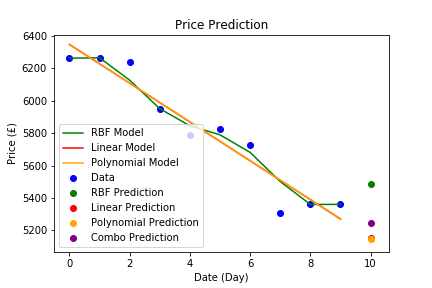 Price Prediction
6400
6200
6000
5800
5600
5400
5200
Price (£)
RBF Model
Linear Model
Polynomial Model
Data
RBF Prediction
Linear Prediction
Polynomial Prediction
Combo Prediction
0 2 4 6 8 10
Date (Day)